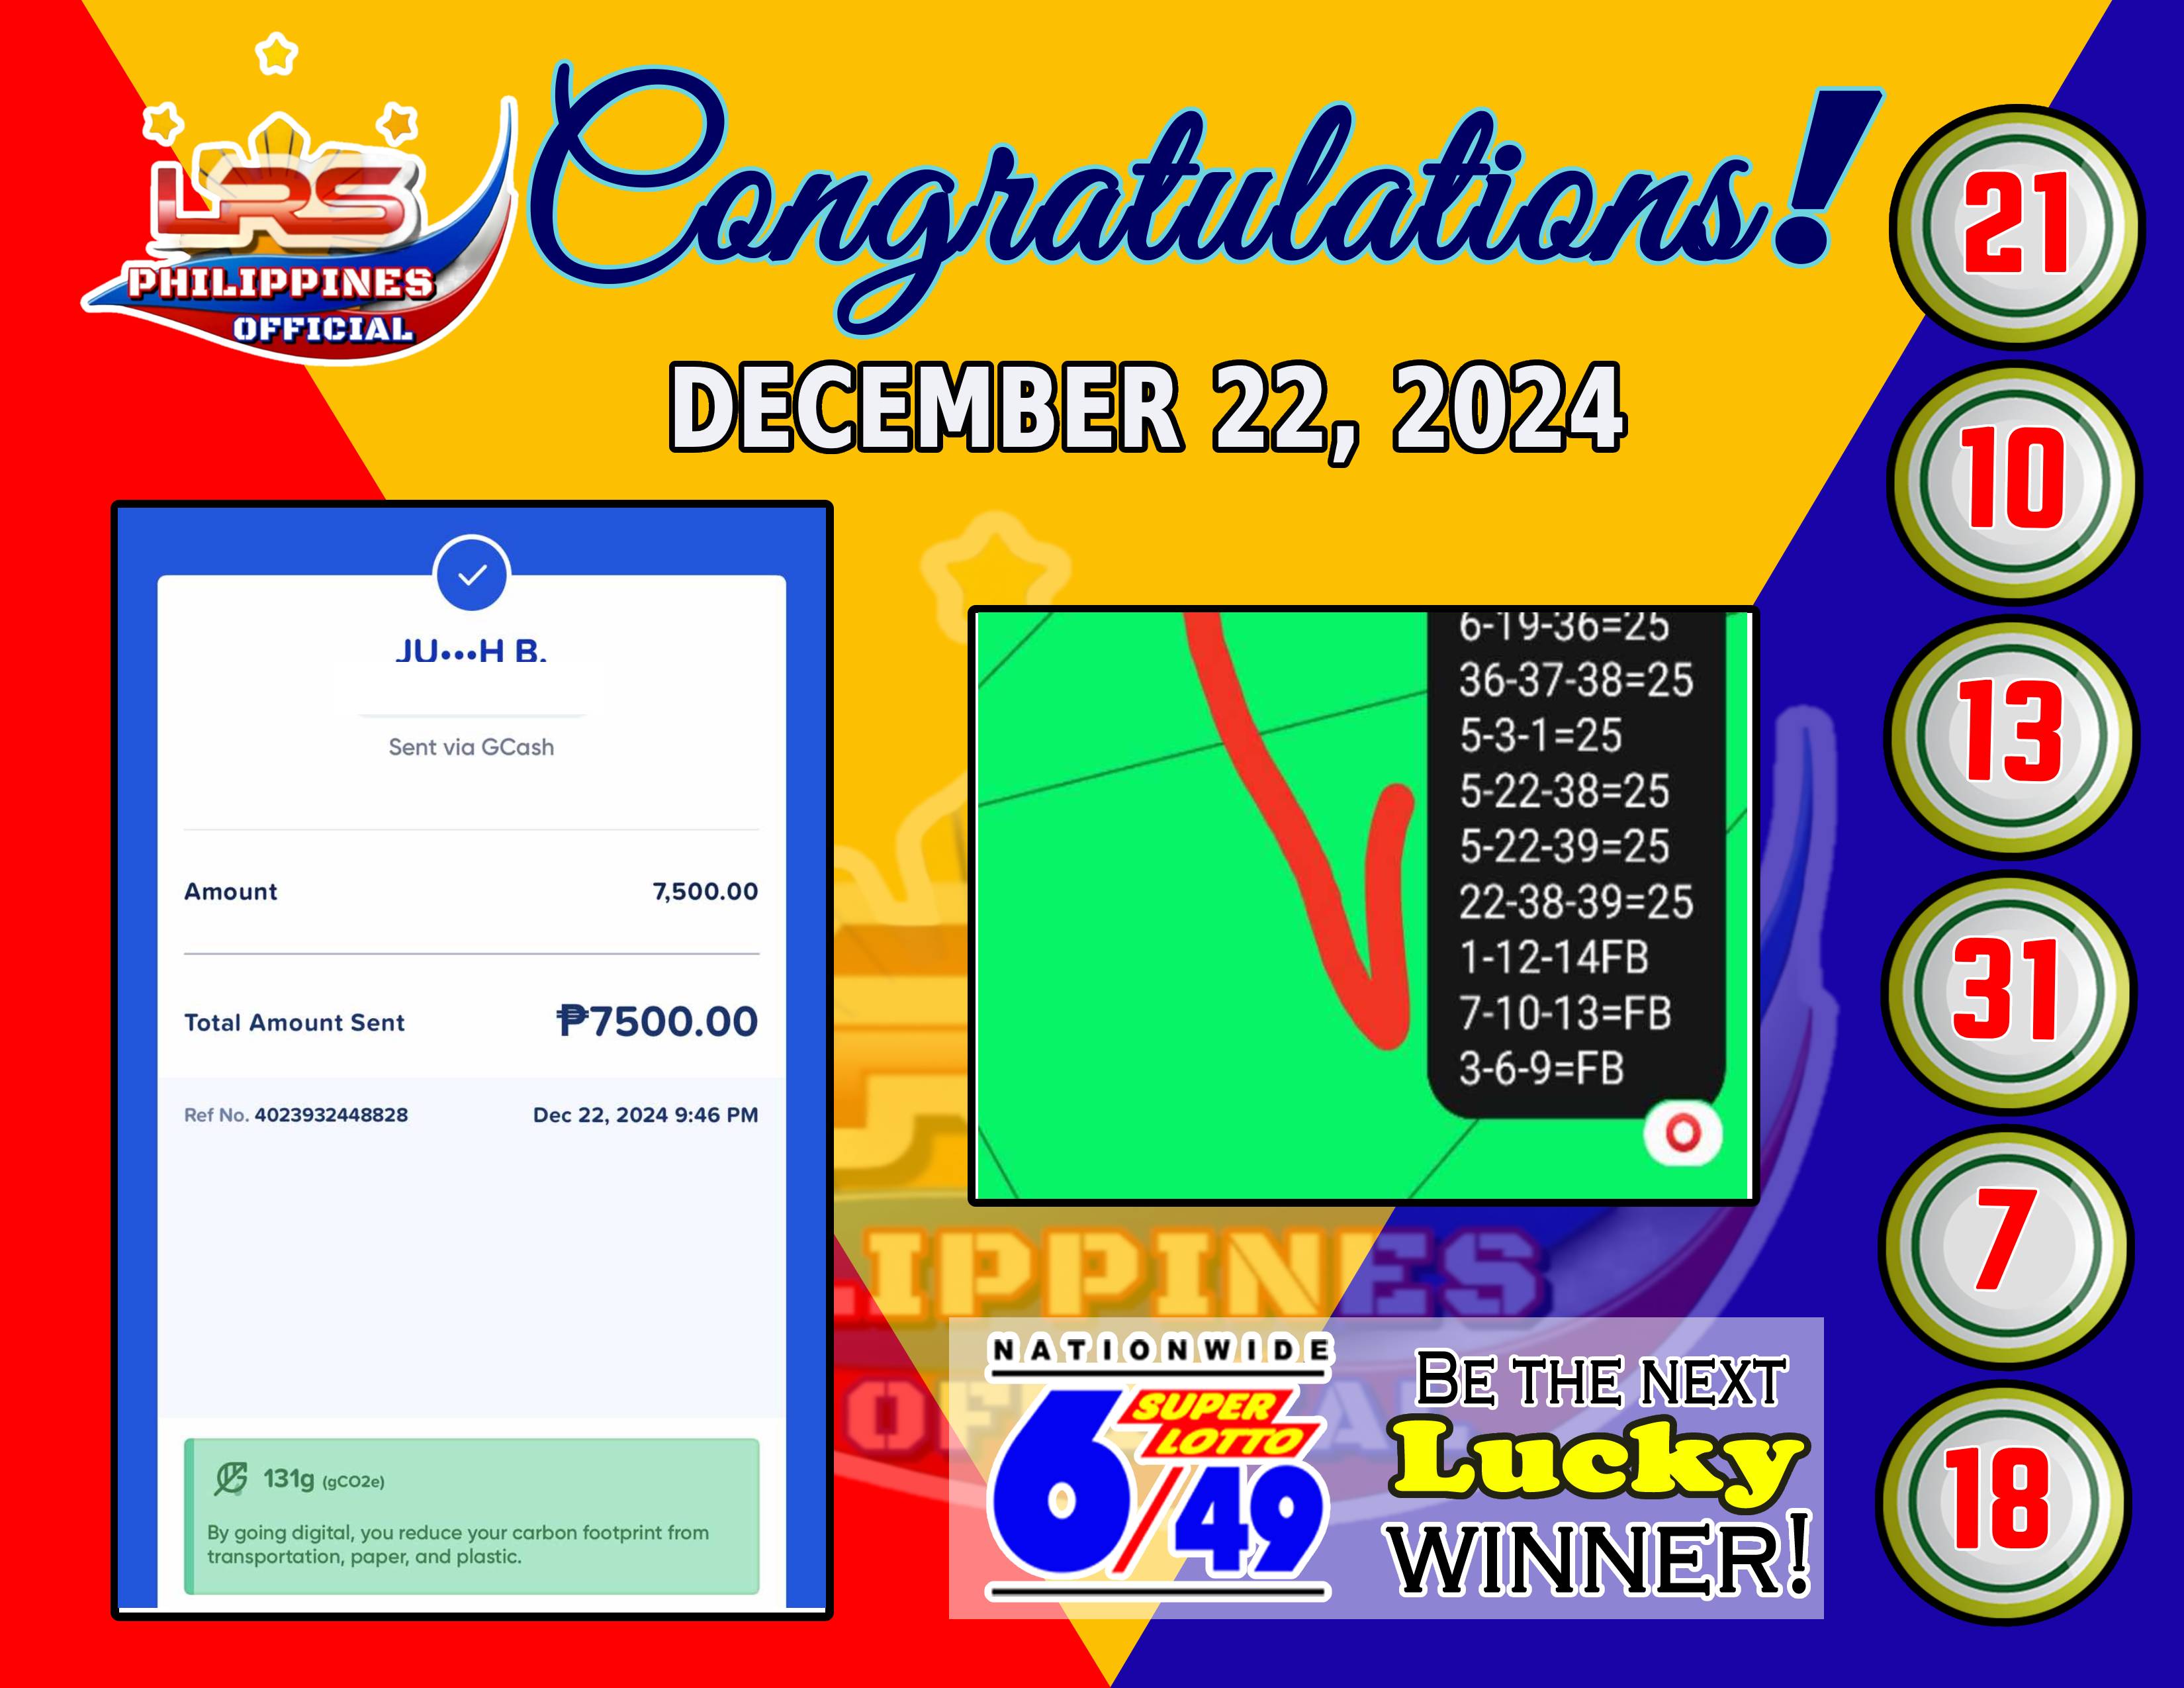 LRS
PHILIPPINES
OFFICIAL
Congratulations!
DECEMBER 22, 2024
JU•••H B.
Sent via GCash
Amount 7,500.00
Total Amount Sent ₱7500.00
Ref No. 4023932448828 Dec 22, 2024 9:46 PM
131g (gCO2e)
By going digital, you reduce your carbon footprint from
transportation, paper, and plastic.
6-19-36=25
36-37-38=25
5-3-1=25
5-22-38=25
5-22-39=25
22-38-39=25
1-12-14FB
7-10-13=FB
3-6-9=FB
NATIONWIDE
SUPER
LOTTO
6/49
BE THE NEXT
Lucky
WINNER!
21
10
13
31
7
18